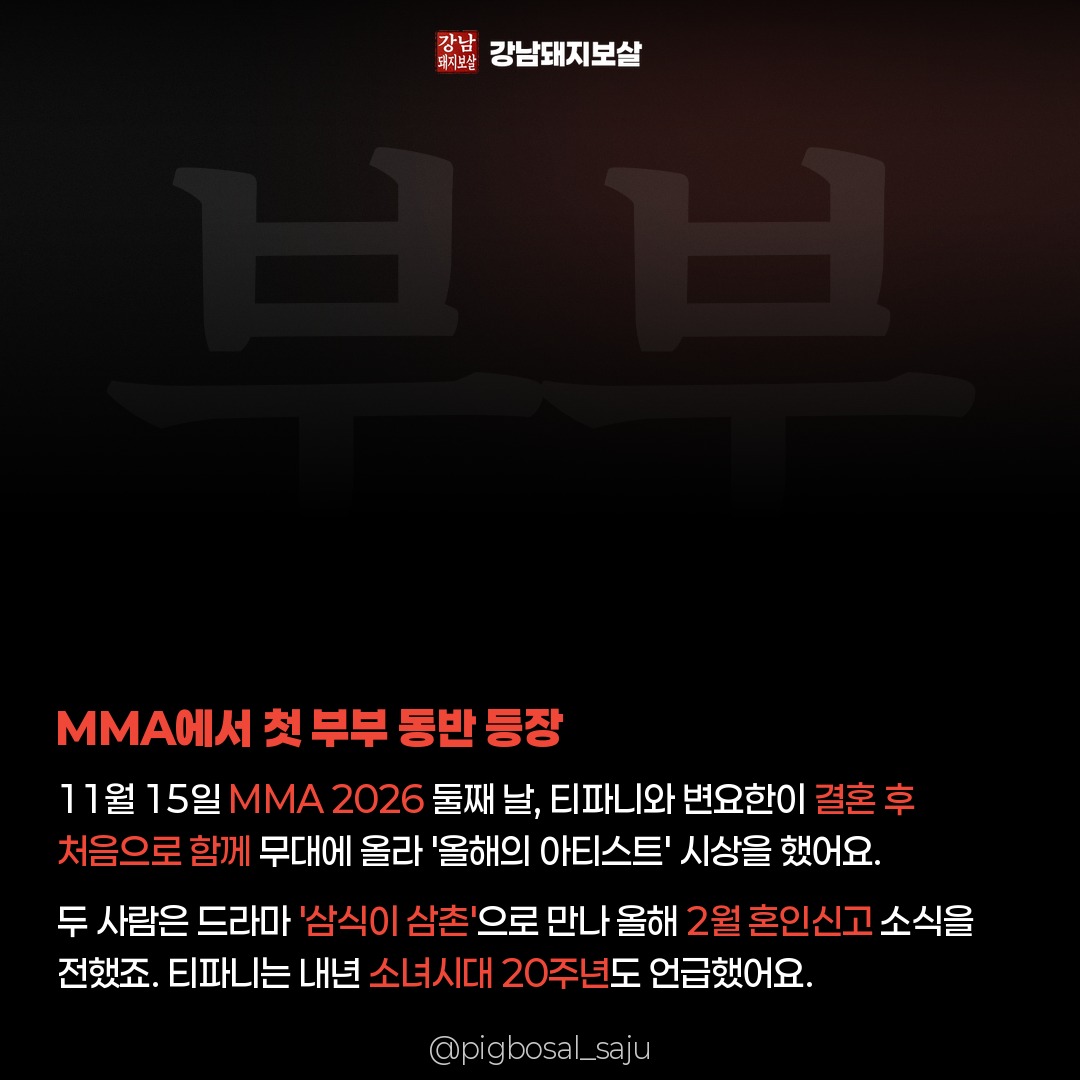 강남
돼지보살
강남돼지보살
부부
MMA에서 첫 부부 동반 등장
11월 15일 MMA 2026 둘째 날, 티파니와 변요한이 결혼 후
처음으로 함께 무대에 올라 '올해의 아티스트' 시상을 했어요.
두 사람은 드라마 '삼식이 삼촌'으로 만나 올해 2월 혼인신고 소식을
전했죠. 티파니는 내년 소녀시대 20주년도 언급했어요.
@pigbosal_saju